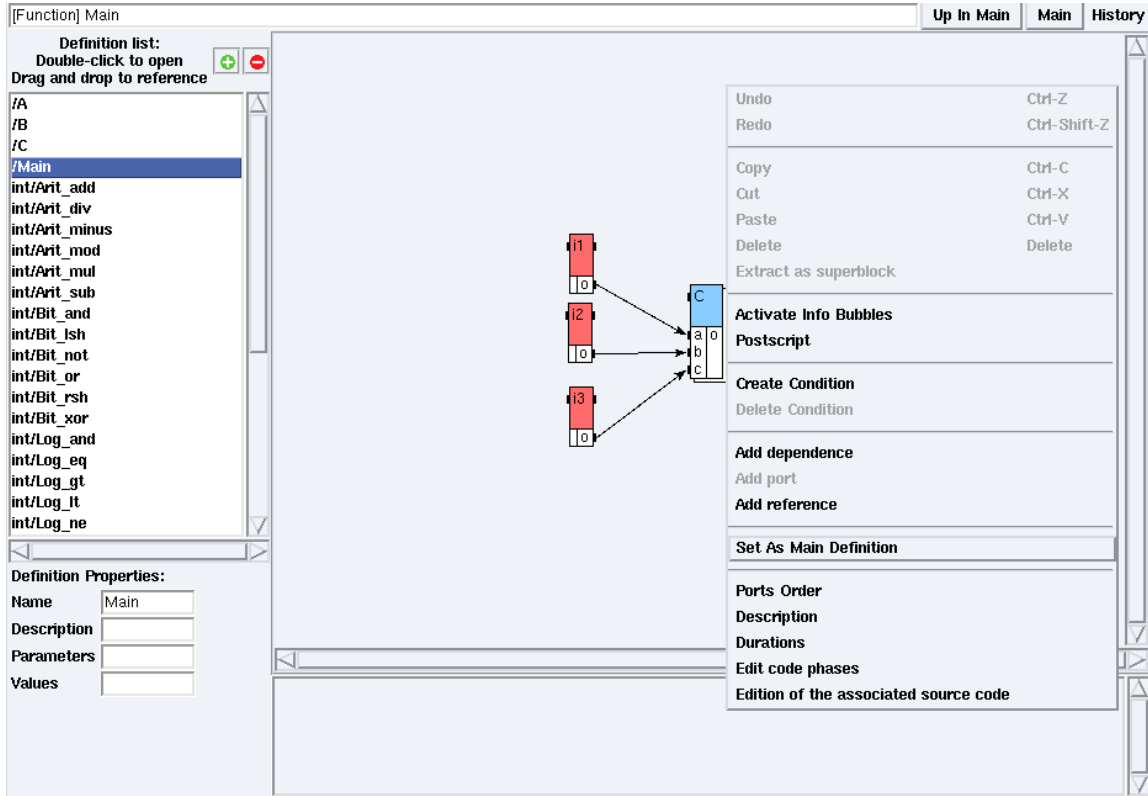 [Function] Main
Up In Main
Main
History
Definition list:
Double-click to open
Drag and drop to reference
/A
/B
/C
/Main
int/Arit_add
int/Arit_div
int/Arit_minus
int/Arit_mod
int/Arit_mul
int/Arit_sub
int/Bit_and
int/Bit_lsh
int/Bit_not
int/Bit_or
int/Bit_rsh
int/Bit_xor
int/Log_and
int/Log_eq
int/Log_gt
int/Log_lt
int/Log_ne
Definition Properties:
Name Main
Description
Parameters
Values
i1
o
i2
o
i3
o
C
a o
b
c
Undo Ctrl-Z
Redo Ctrl-Shift-Z
Copy Ctrl-C
Cut Ctrl-X
Paste Ctrl-V
Delete Delete
Extract as superblock
Activate Info Bubbles
Postscript
Create Condition
Delete Condition
Add dependence
Add port
Add reference
Set As Main Definition
Ports Order
Description
Durations
Edit code phases
Edition of the associated source code